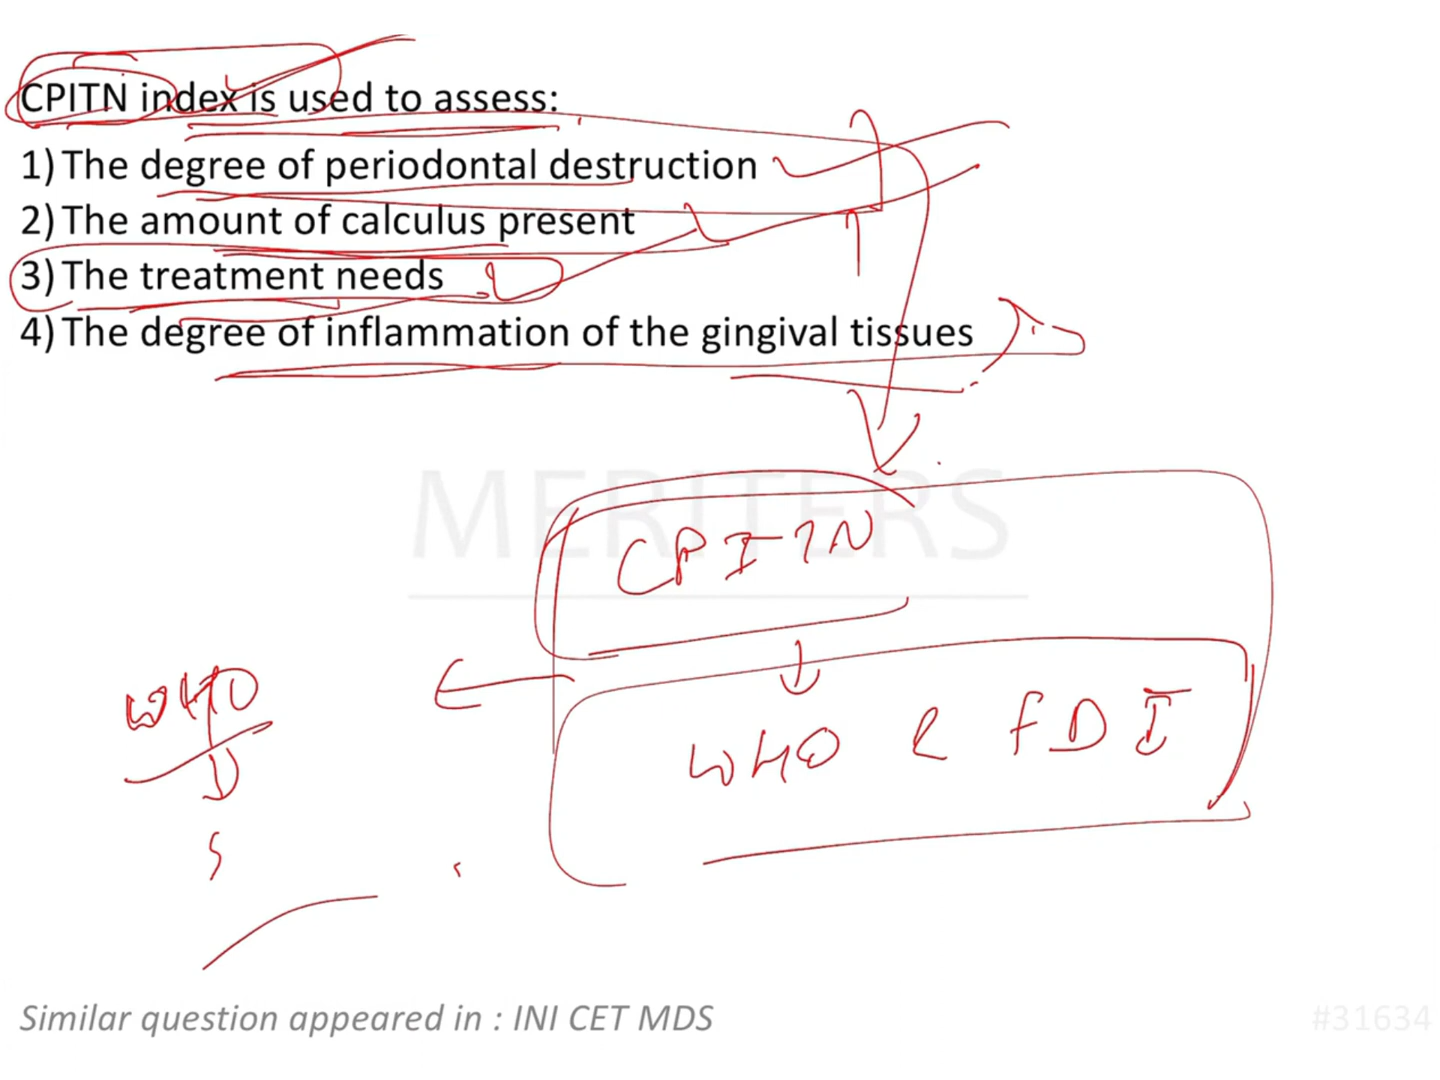 CPITN index is used to assess:
1) The degree of periodontal destruction
2) The amount of calculus present
3) The treatment needs
4) The degree of inflammation of the gingival tissues
MERITERS
CPITN
WHO & FDI
WHO
D
S
Similar question appeared in : INI CET MDS
#31634